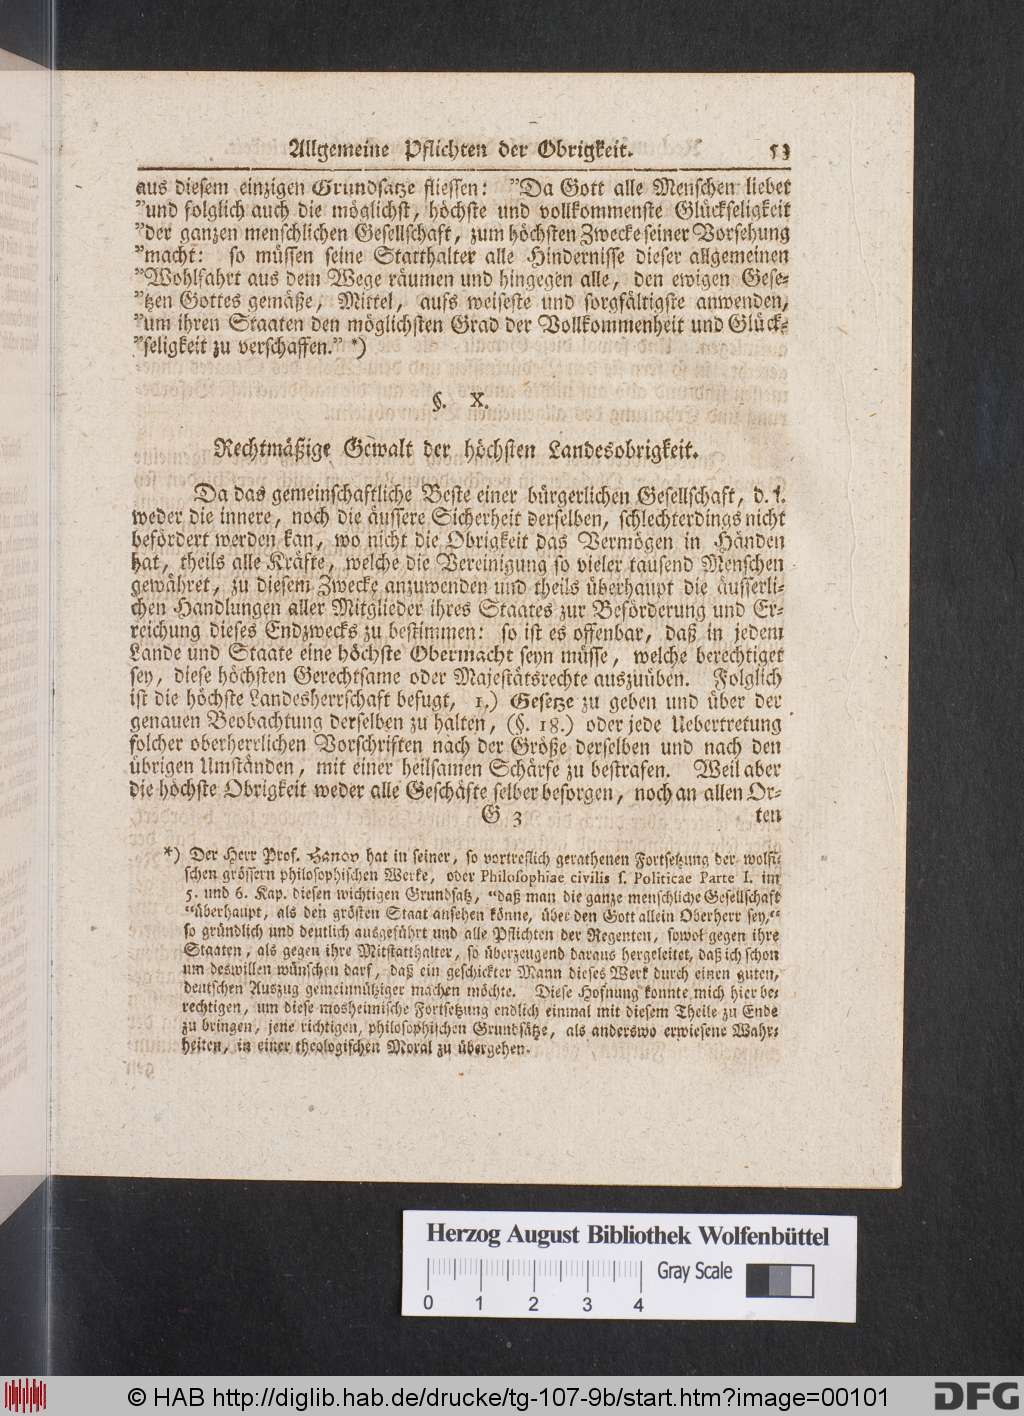 Allgemeine Pflichten der Obrigkeit. 53
aus diesem einzigen Grundsatze fliessen: ”Da Gott alle Menschen liebet
”und folglich auch die möglichst, höchste und vollkommenste Glückseligkeit
”der ganzen menschlichen Gesellschaft, zum höchsten Zwecke seiner Vorsehung
”macht: so müssen seine Statthalter alle Hindernisse dieser allgemeinen
”Wohlfahrt aus dem Wege räumen und hingegen alle, den ewigen Gese-
”tzen Gottes gemäße, Mittel, aufs weiseste und sorgfältigste anwenden,
”um ihren Staaten den möglichsten Grad der Vollkommenheit und Glück-
”seligkeit zu verschaffen.” *)
§. X.
Rechtmäßige Gewalt der höchsten Landesobrigkeit.
Da das gemeinschaftliche Beste einer bürgerlichen Gesellschaft, d. i.
weder die innere, noch die äussere Sicherheit derselben, schlechterdings nicht
befördert werden kan, wo nicht die Obrigkeit das Vermögen in Händen
hat, theils alle Kräfte, welche die Vereinigung so vieler tausend Menschen
gewähret, zu diesem Zwecke anzuwenden und theils überhaupt die äusserli-
chen Handlungen aller Mitglieder ihres Staates zur Beförderung und Er-
reichung dieses Endzwecks zu bestimmen: so ist es offenbar, daß in jedem
Lande und Staate eine höchste Obermacht seyn müsse, welche berechtiget
sey, diese höchsten Gerechtsame oder Majestätsrechte auszuüben. Folglich
ist die höchste Landesherrschaft befugt, 1.) Gesetze zu geben und über der
genauen Beobachtung derselben zu halten, (§. 18.) oder jede Uebertretung
solcher oberherrlichen Vorschriften nach der Größe derselben und nach den
übrigen Umständen, mit einer heilsamen Schärfe zu bestrafen. Weil aber
die höchste Obrigkeit weder alle Geschäfte selber besorgen, noch an allen Or-
G 3 ten
*) Der Herr Prof. Hanov hat in seiner, so vortreflich gerathenen Fortsetzung der wolfi-
schen grössern philosophischen Werke, oder Philosophiae civilis s. Politicae Parte I. im
5. und 6. Kap. diesen wichtigen Grundsatz, “daß man die ganze menschliche Gesellschaft
“überhaupt, als den grösten Staat ansehen könne, über den Gott allein Oberherr sey,“
so gründlich und deutlich ausgeführt und alle Pflichten der Regenten, sowol gegen ihre
Staaten, als gegen ihre Mitstatthalter, so überzeugend daraus hergeleitet, daß ich schon
um deswillen wünschen darf, daß ein geschickter Mann dieses Werk durch einen guten,
deutschen Auszug gemeinnütziger machen möchte. Diese Hofnung konnte mich hier be-
rechtigen, um diese mosheimische Fortsetzung endlich einmal mit diesem Theile zu Ende
zu bringen, jene richtigen, philosophischen Grundsätze, als anderswo erwiesene Wahr-
heiten, in einer theologischen Moral zu übergehen.
Herzog August Bibliothek Wolfenbüttel
Gray Scale
0 1 2 3 4
© HAB http://diglib.hab.de/drucke/tg-107-9b/start.htm?image=00101
DFG